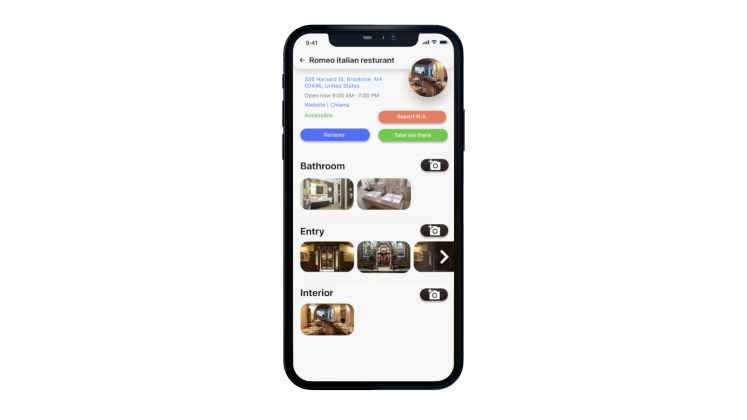 9:41
Romeo italian resturant
335 Harvard St, Brookline, MA
02446, United States
Open now 9:00 AM- 7:00 PM
Website | Chiama
Accessible
Report N.A.
Reviews
Take me there
Bathroom
Entry
Interior